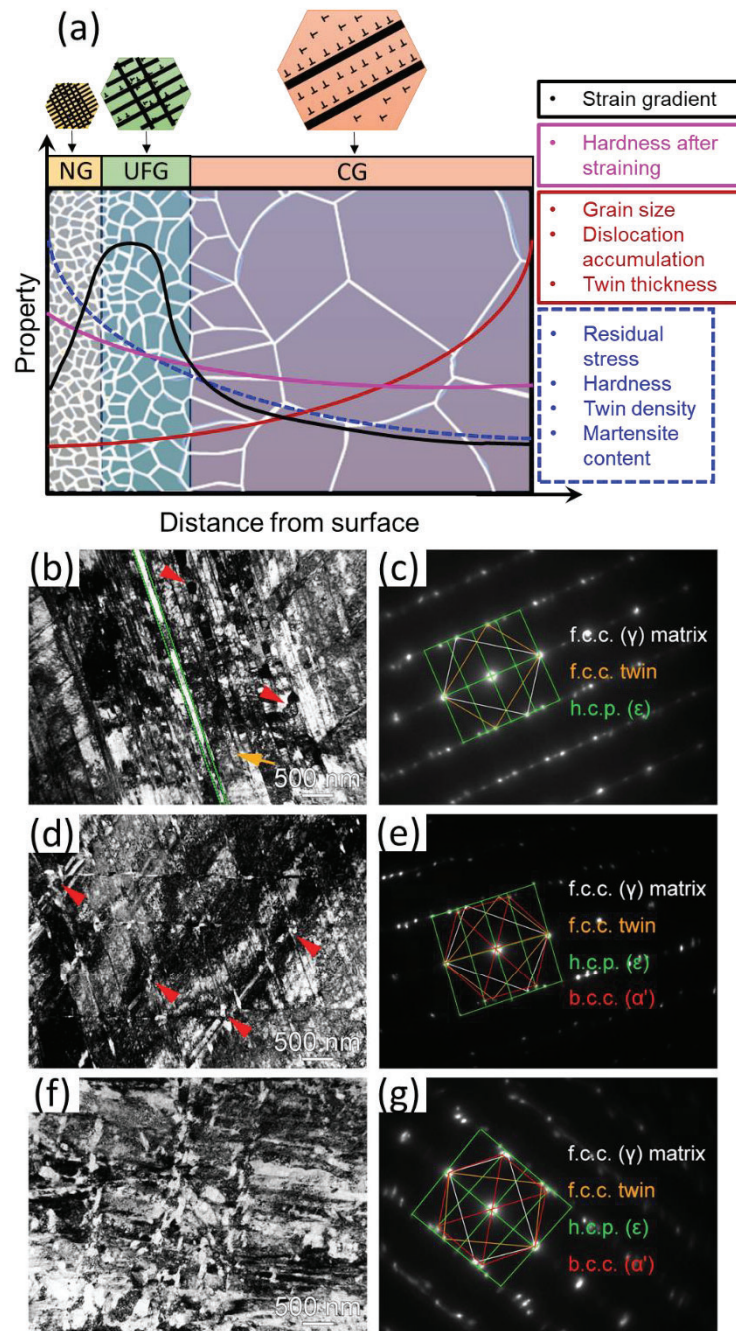 (a)
NG
UFG
CG
Property
Distance from surface
• Strain gradient
• Hardness after
straining
• Grain size
• Dislocation
accumulation
• Twin thickness
• Residual
stress
• Hardness
• Twin density
• Martensite
content
(b)
500 nm
(c)
f.c.c. (γ) matrix
f.c.c. twin
h.c.p. (ε)
(d)
500 nm
(e)
f.c.c. (γ) matrix
f.c.c. twin
h.c.p. (ε)
b.c.c. (α')
(f)
500 nm
(g)
f.c.c. (γ) matrix
f.c.c. twin
h.c.p. (ε)
b.c.c. (α')